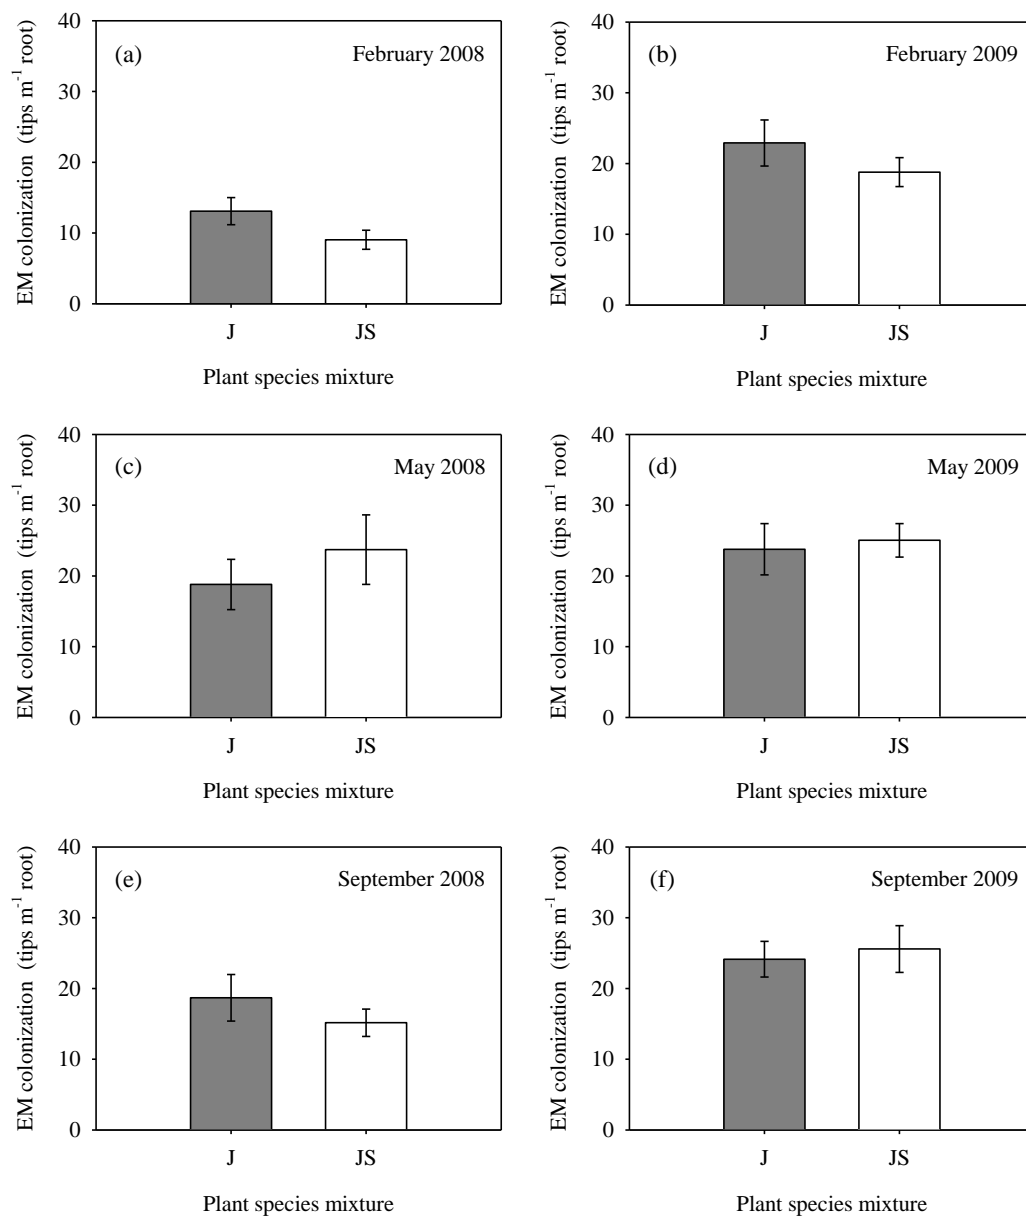 (a) February 2008
EM colonization (tips m⁻¹ root)
40
30
20
10
0
J JS
Plant species mixture
(b) February 2009
EM colonization (tips m⁻¹ root)
40
30
20
10
0
J JS
Plant species mixture
(c) May 2008
EM colonization (tips m⁻¹ root)
40
30
20
10
0
J JS
Plant species mixture
(d) May 2009
EM colonization (tips m⁻¹ root)
40
30
20
10
0
J JS
Plant species mixture
(e) September 2008
EM colonization (tips m⁻¹ root)
40
30
20
10
0
J JS
Plant species mixture
(f) September 2009
EM colonization (tips m⁻¹ root)
40
30
20
10
0
J JS
Plant species mixture